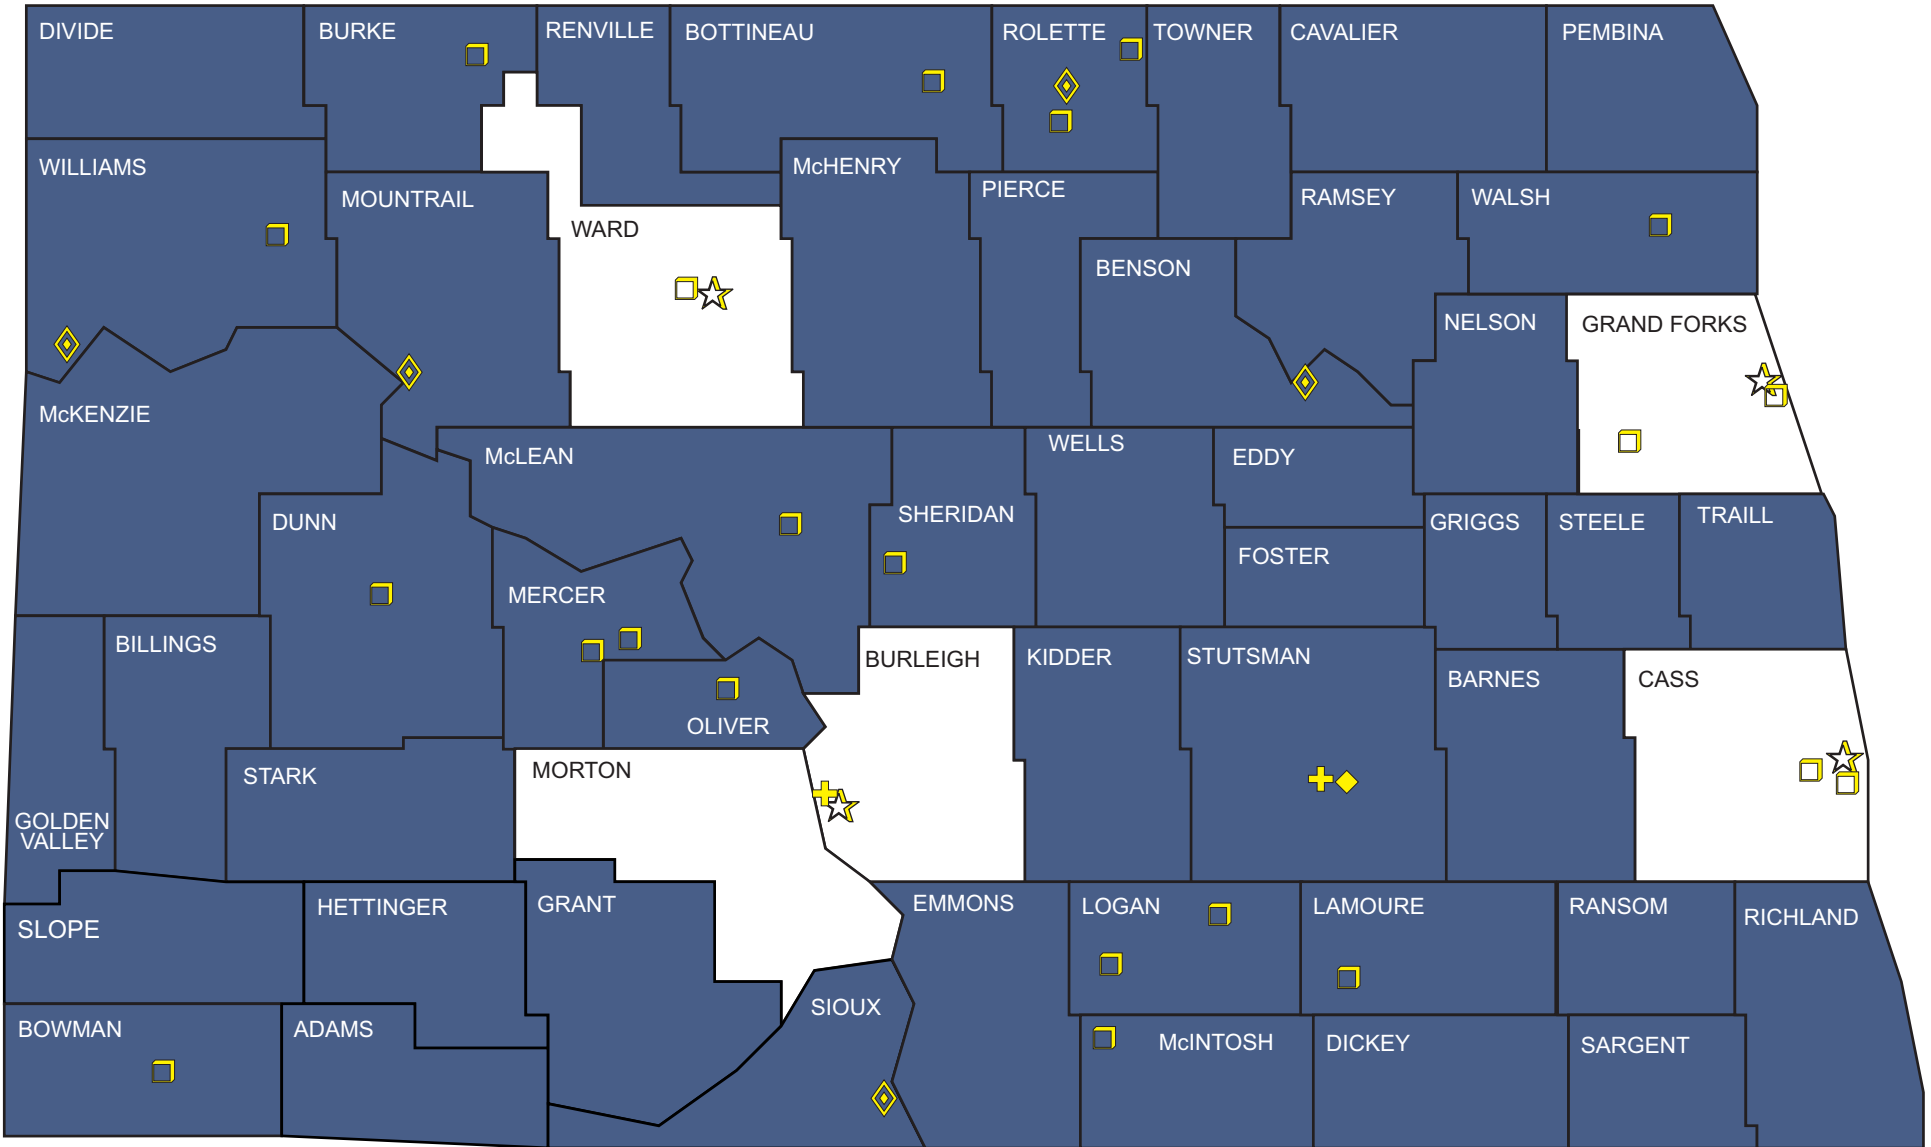 DIVIDE
BURKE
RENVILLE
BOTTINEAU
ROLETTE
TOWNER
CAVALIER
PEMBINA
WILLIAMS
MOUNTRAIL
WARD
McHENRY
PIERCE
BENSON
RAMSEY
WALSH
NELSON
GRAND FORKS
McKENZIE
DUNN
McLEAN
SHERIDAN
WELLS
EDDY
FOSTER
GRIGGS
STEELE
TRAILL
BILLINGS
MERCER
OLIVER
BURLEIGH
KIDDER
STUTSMAN
BARNES
CASS
GOLDEN
VALLEY
STARK
MORTON
SLOPE
HETTINGER
GRANT
EMMONS
LOGAN
LAMOURE
RANSOM
RICHLAND
BOWMAN
ADAMS
SIOUX
McINTOSH
DICKEY
SARGENT